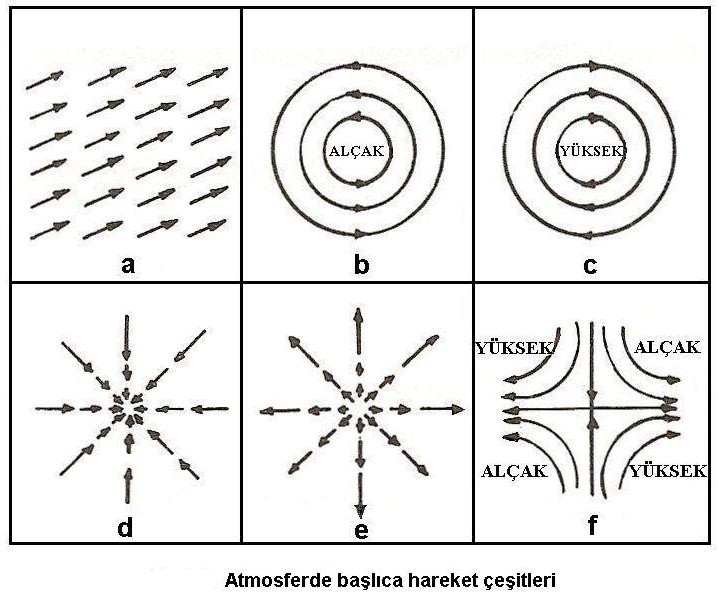 ALÇAK
YÜKSEK
a
b
c
YÜKSEK
ALÇAK
ALÇAK
YÜKSEK
d
e
f
Atmosferde başlıca hareket çeşitleri